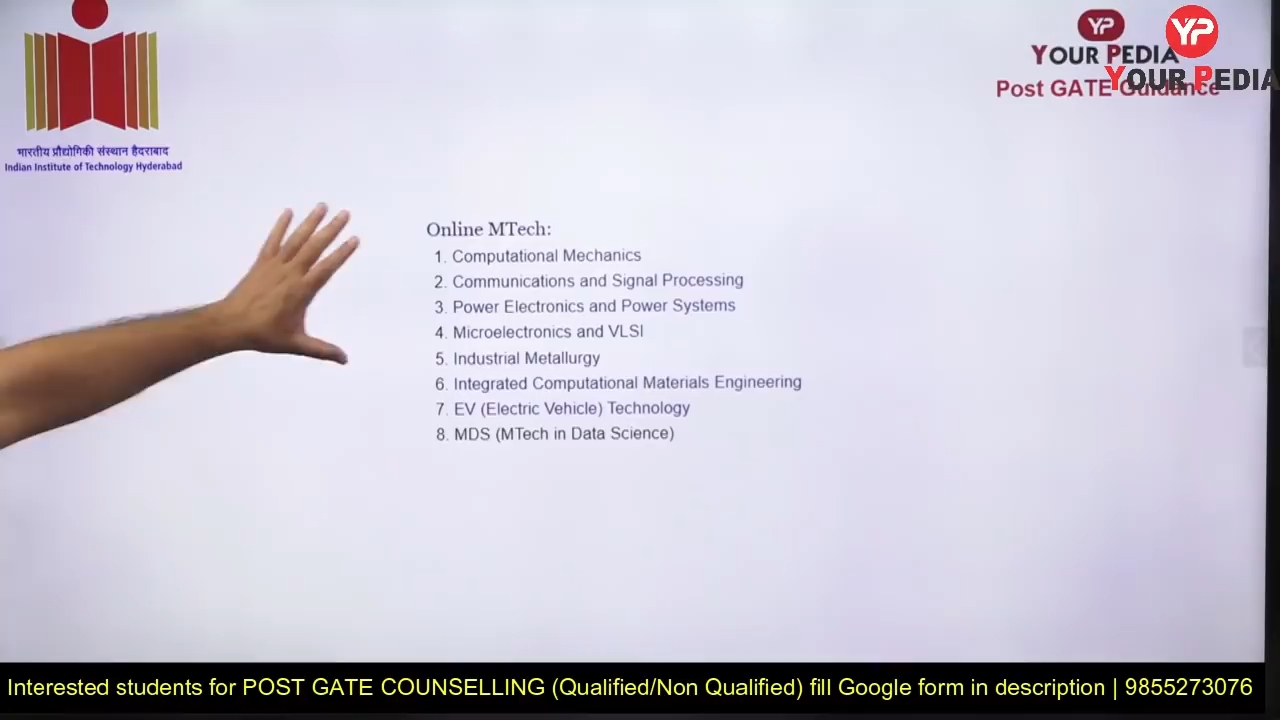 भारतीय प्रौद्योगिकी संस्थान हैदराबाद
Indian Institute of Technology Hyderabad
YP
YOUR PEDIA
Post GATE Guidance
YP
YOUR PEDIA
Online MTech:
1. Computational Mechanics
2. Communications and Signal Processing
3. Power Electronics and Power Systems
4. Microelectronics and VLSI
5. Industrial Metallurgy
6. Integrated Computational Materials Engineering
7. EV (Electric Vehicle) Technology
8. MDS (MTech in Data Science)
Interested students for POST GATE COUNSELLING (Qualified/Non Qualified) fill Google form in description | 9855273076